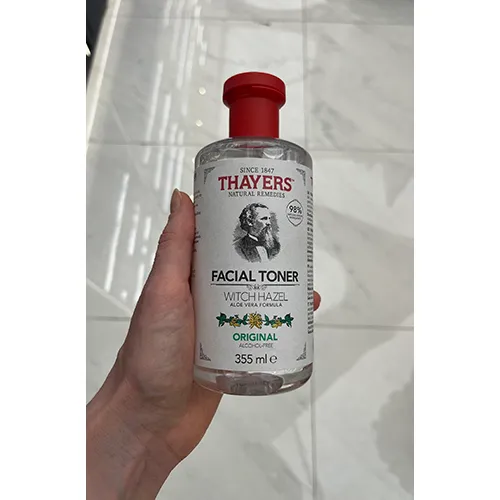 SINCE 1847
THAYERS
NATURAL REMEDIES
98%
FACIAL TONER
WITCH HAZEL
ALOE VERA FORMULA
ORIGINAL
ALCOHOL-FREE
355 ml e